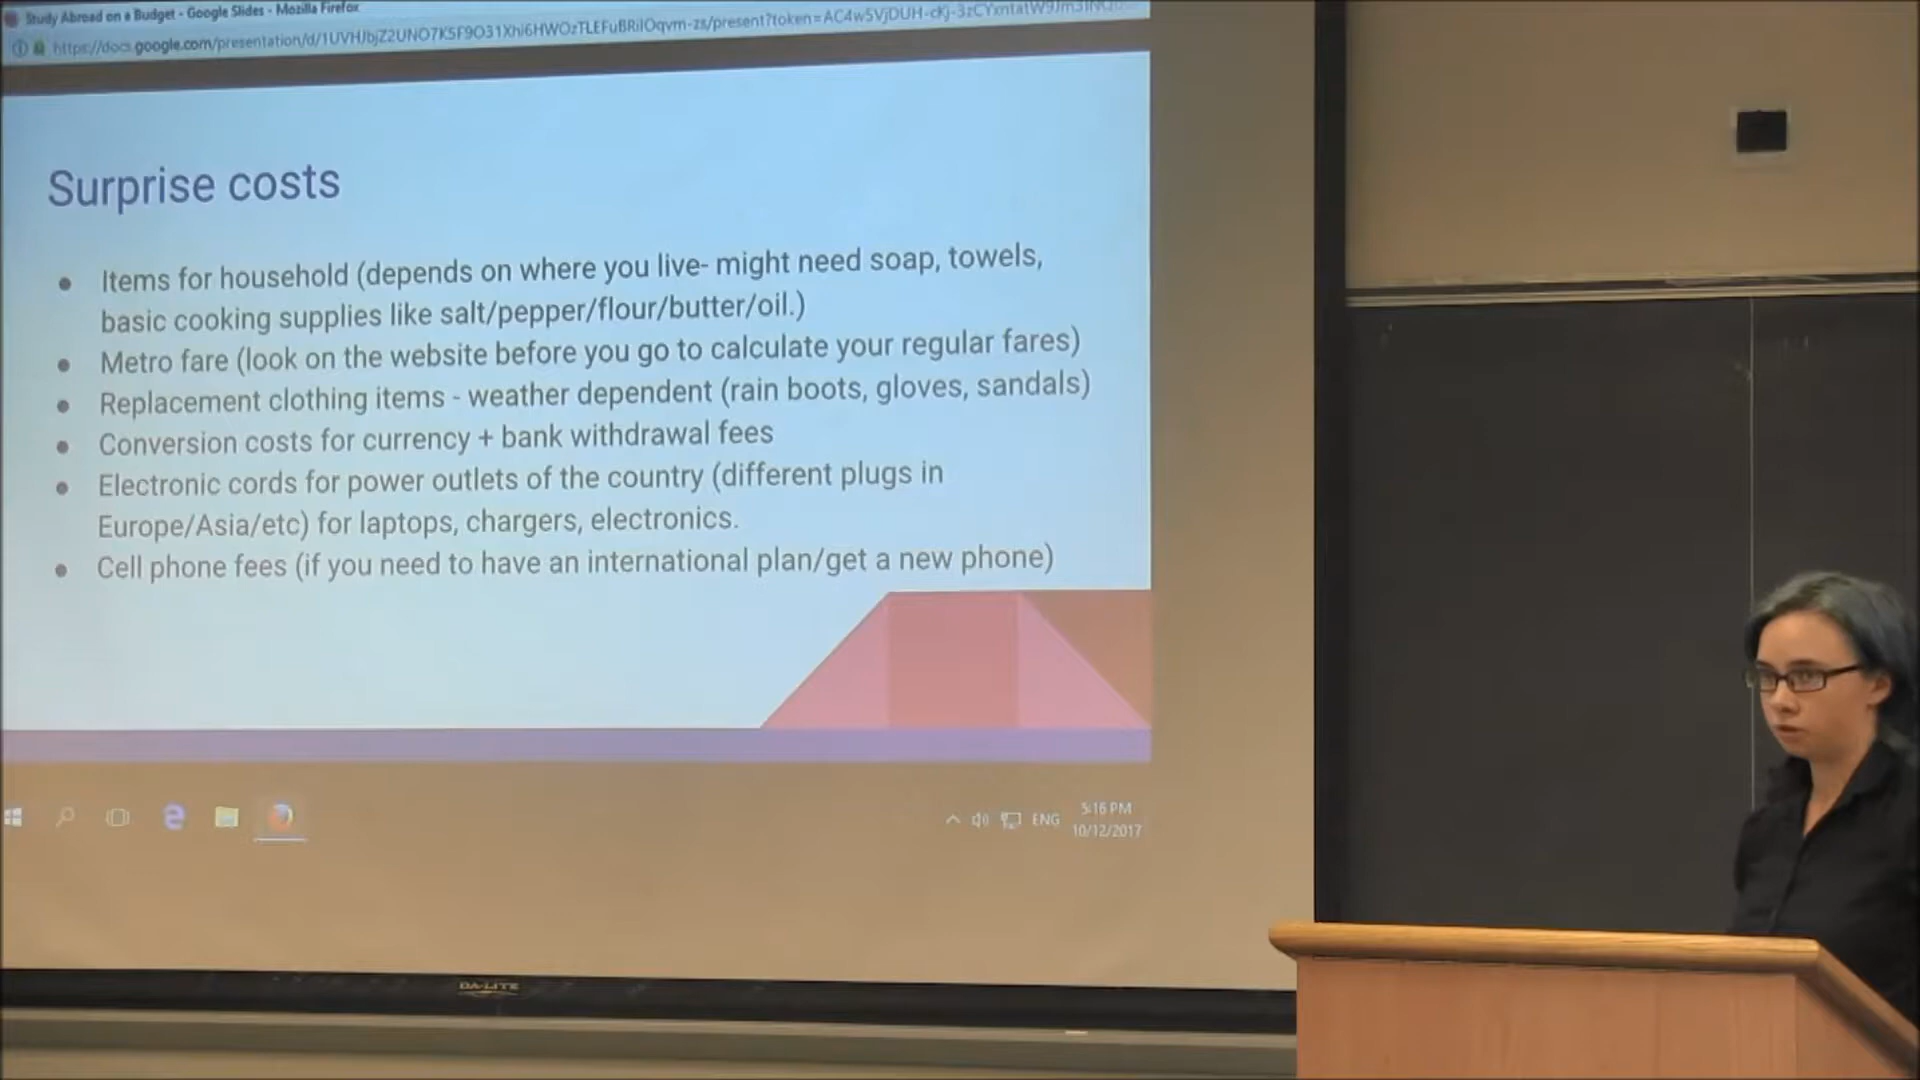 Study Abroad on a Budget - Google Slides - Mozilla Firefox
Surprise costs
Items for household (depends on where you live- might need soap, towels,
basic cooking supplies like salt/pepper/flour/butter/oil.)
Metro fare (look on the website before you go to calculate your regular fares)
Replacement clothing items - weather dependent (rain boots, gloves, sandals)
Conversion costs for currency + bank withdrawal fees
Electronic cords for power outlets of the country (different plugs in
Europe/Asia/etc) for laptops, chargers, electronics.
Cell phone fees (if you need to have an international plan/get a new phone)
ENG
5:16 PM
10/12/2017
DA-LITE